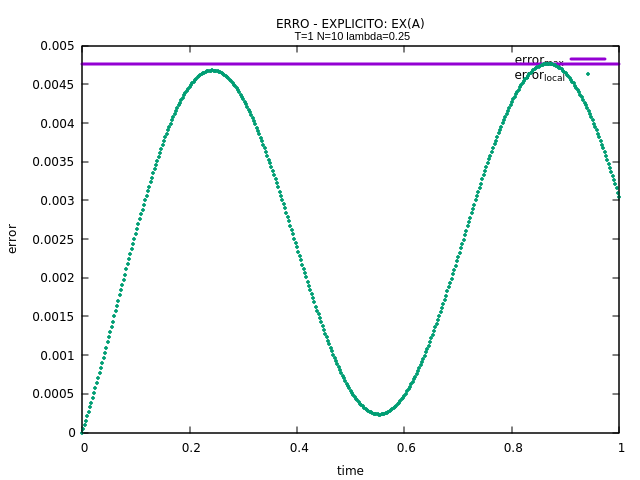 ERRO - EXPLICITO: EX(A)
T=1 N=10 lambda=0.25
0.005
0.0045
0.004
0.0035
0.003
0.0025
0.002
0.0015
0.001
0.0005
0
error
error_max
error_local
0 0.2 0.4 0.6 0.8 1
time